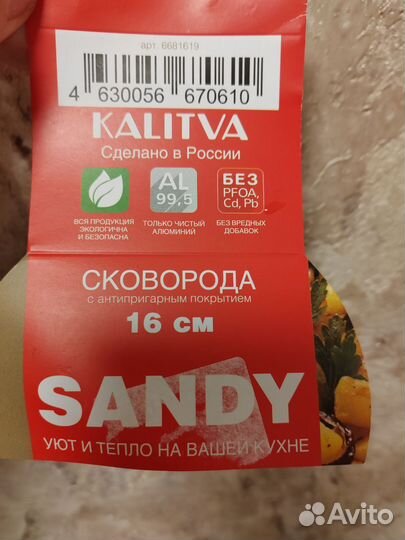 арт. 6681619
4 630056 670610
KALITVA
Сделано в России
ВСЯ ПРОДУКЦИЯ
ЭКОЛОГИЧНА
И БЕЗОПАСНА
AL
99,5
ТОЛЬКО ЧИСТЫЙ
АЛЮМИНИЙ
БЕЗ
PFOA,
Cd, Pb
БЕЗ ВРЕДНЫХ
ДОБАВОК
СКОВОРОДА
с антипригарным покрытием
16 см
SANDY
УЮТ И ТЕПЛО НА ВАШЕЙ КУХНЕ
Avito